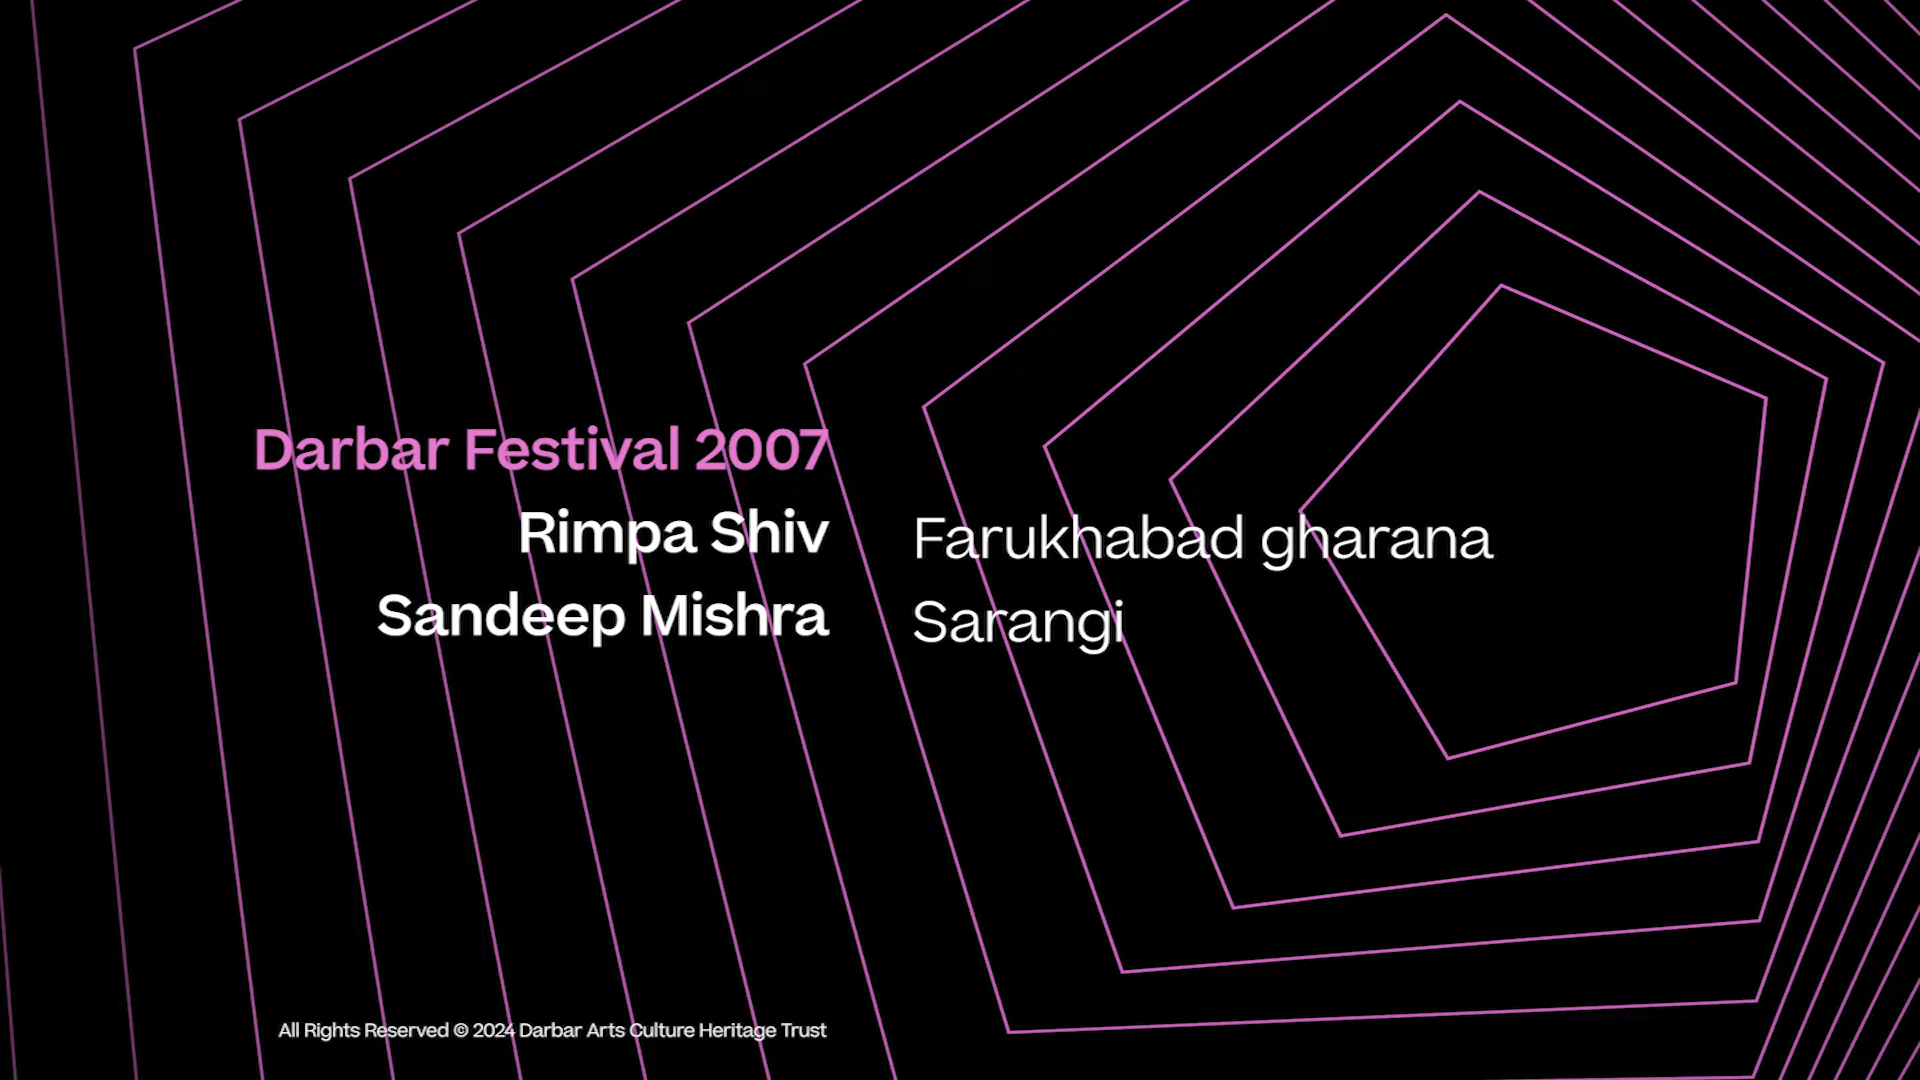 Darbar Festival 2007
Rimpa Shiv Farukhabad gharana
Sandeep Mishra Sarangi
All Rights Reserved © 2024 Darbar Arts Culture Heritage Trust